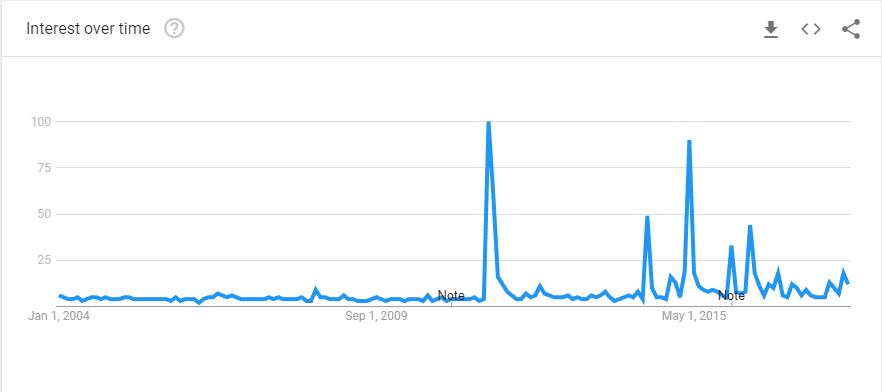 Interest over time ?
100
75
50
25
Note Note
Jan 1, 2004 Sep 1, 2009 May 1, 2015